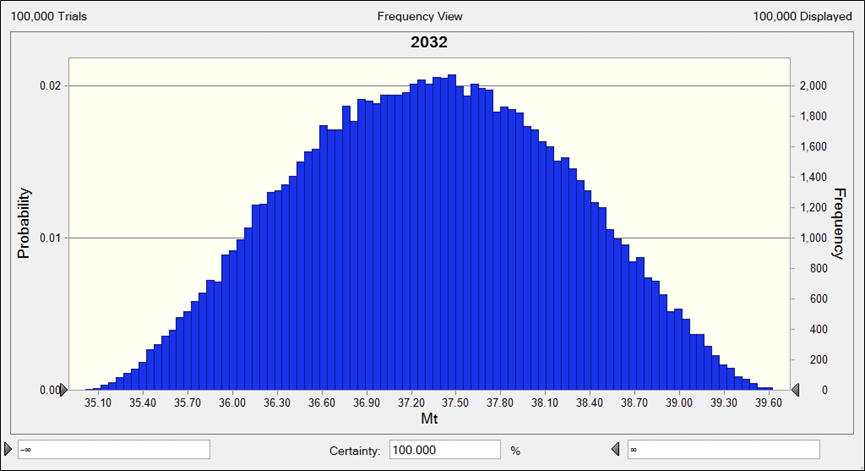 100,000 Trials Frequency View 100,000 Displayed
2032
0.02 2,000
1,800
1,600
1,400
1,200
0.01 1,000
800
600
400
200
0.00 0
Probability
Frequency
35.10 35.40 35.70 36.00 36.30 36.60 36.90 37.20 37.50 37.80 38.10 38.40 38.70 39.00 39.30 39.60
Mt
-∞ Certainty: 100.000 % ∞